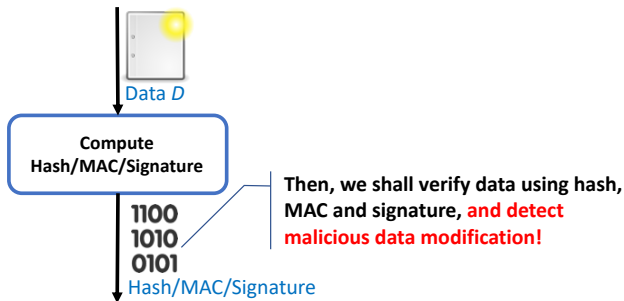 Data D
Compute
Hash/MAC/Signature
Then, we shall verify data using hash,
MAC and signature, and detect
malicious data modification!
1100
1010
0101
Hash/MAC/Signature